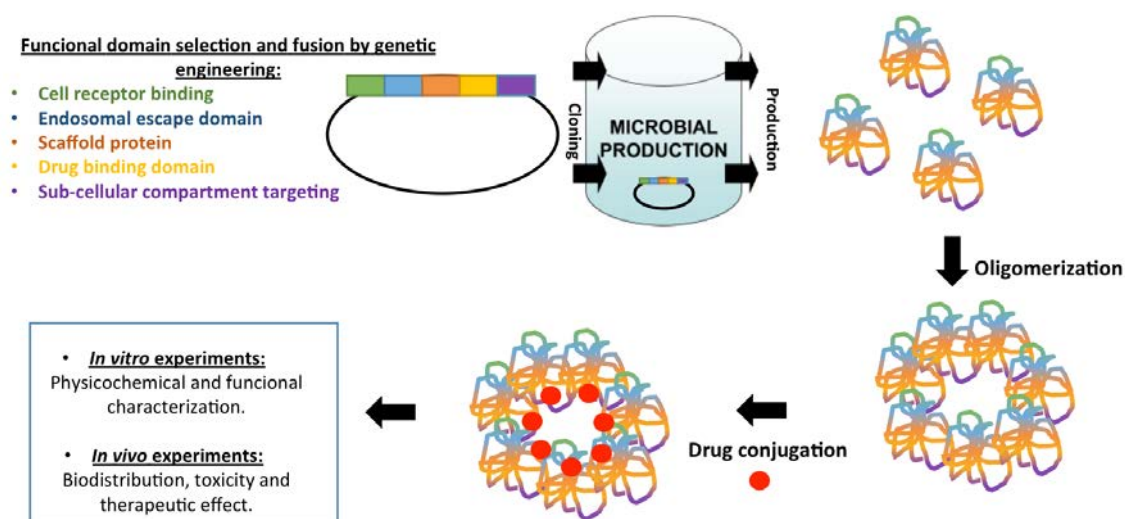 Funcional domain selection and fusion by genetic
engineering:
• Cell receptor binding
• Endosomal escape domain
• Scaffold protein
• Drug binding domain
• Sub-cellular compartment targeting
Cloning
MICROBIAL
PRODUCTION
Production
Oligomerization
Drug conjugation
• In vitro experiments:
Physicochemical and funcional
characterization.
• In vivo experiments:
Biodistribution, toxicity and
therapeutic effect.